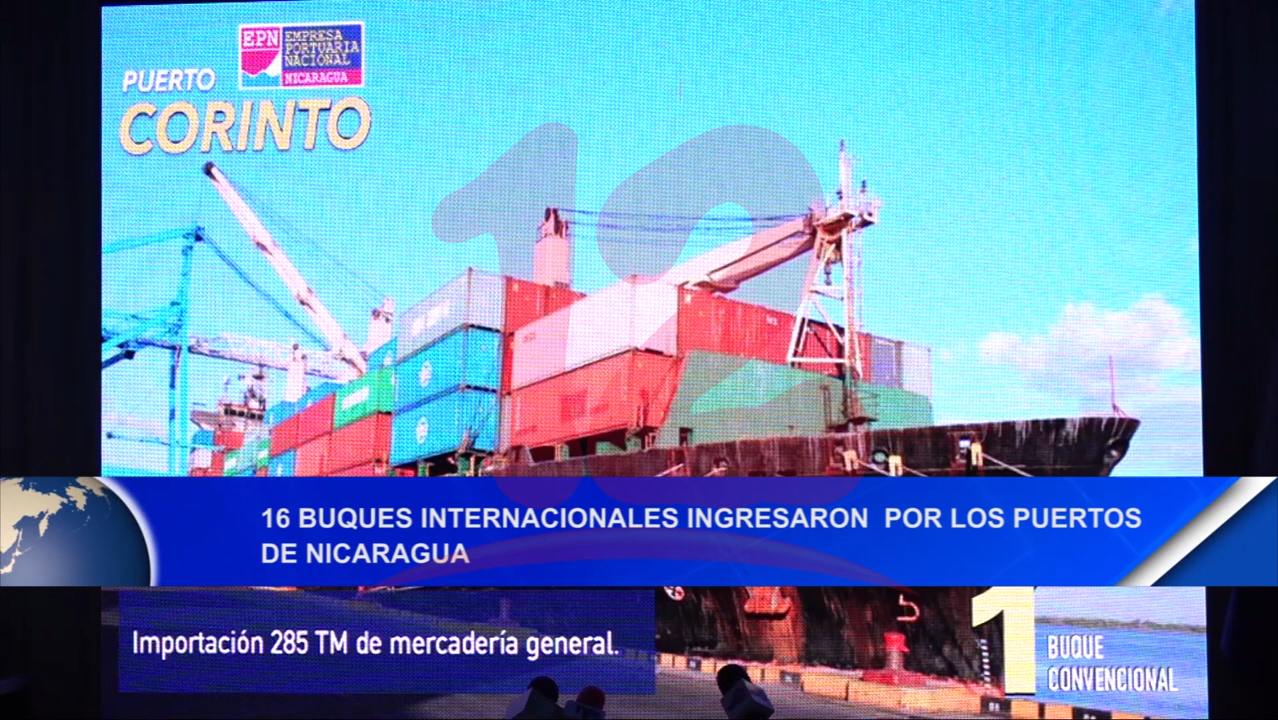 EPN
EMPRESA
PORTUARIA
NACIONAL
NICARAGUA
PUERTO
CORINTO
12
16 BUQUES INTERNACIONALES INGRESARON POR LOS PUERTOS
DE NICARAGUA
Importación 285 TM de mercadería general.
1
BUQUE
CONVENCIONAL